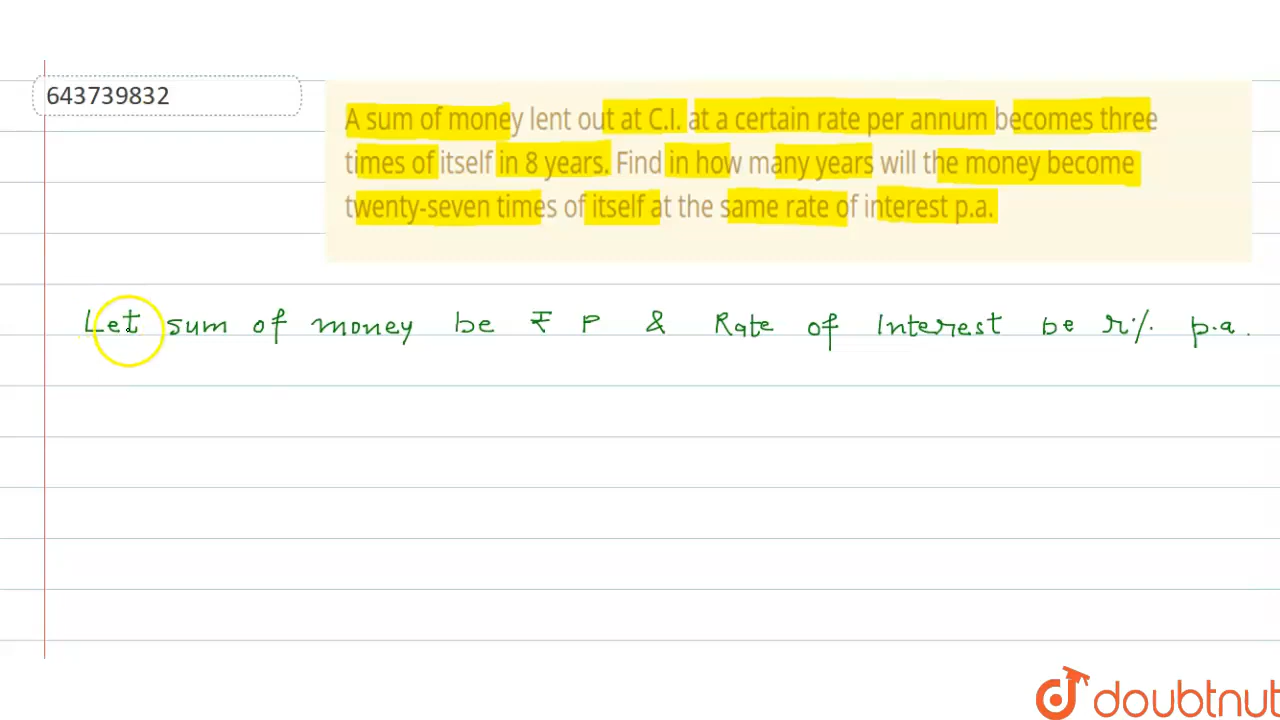 643739832
A sum of money lent out at C.I. at a certain rate per annum becomes three
times of itself in 8 years. Find in how many years will the money become
twenty-seven times of itself at the same rate of interest p.a.
Let sum of money be ₹ P & Rate of Interest be r% p.a.
doubtnut